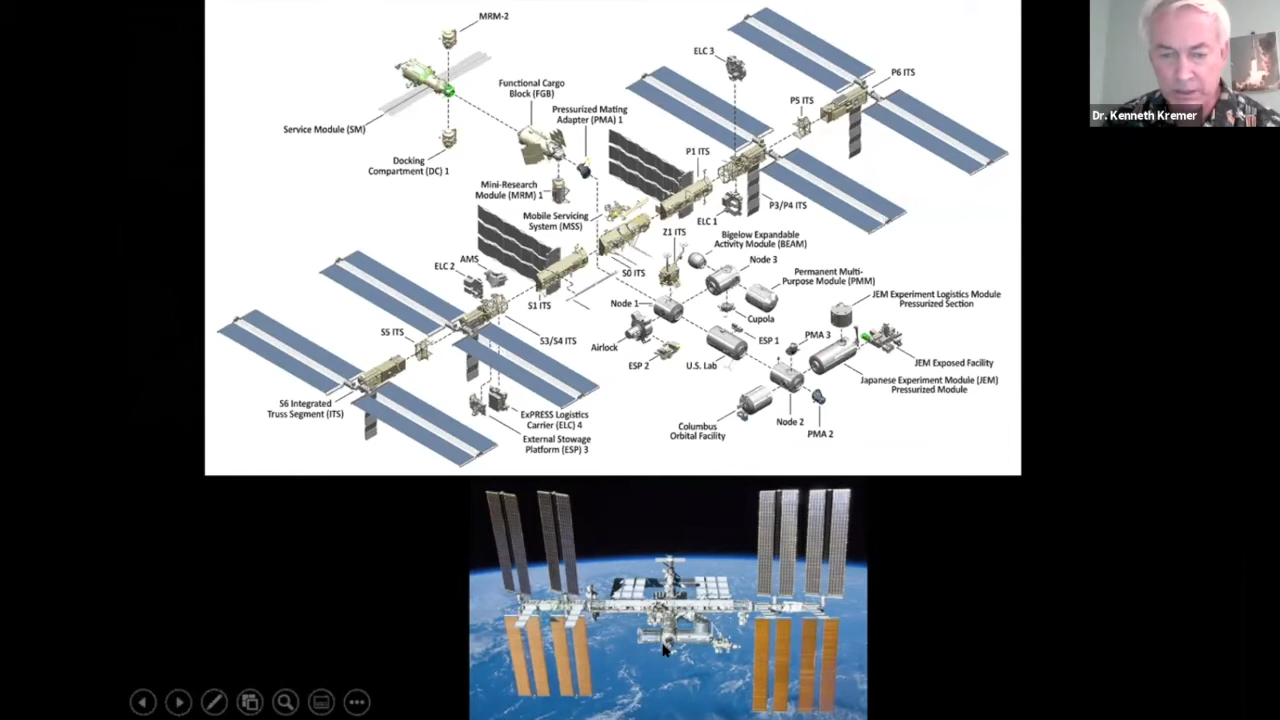 MRM-2
Dr. Kenneth Kremer
ELC 3
P6 ITS
Functional Cargo
Block (FGB)
P5 ITS
Pressurized Mating
Adapter (PMA) 1
Service Module (SM)
Docking
Compartment (DC) 1
P1 ITS
Mini-Research
Module (MRM) 1
P3/P4 ITS
Mobile Servicing
System (MSS)
ELC 1
Z1 ITS
Bigelow Expandable
Activity Module (BEAM)
AMS
Node 3
ELC 2
S0 ITS
Permanent Multi-
Purpose Module (PMM)
S1 ITS
Node 1
JEM Experiment Logistics Module
Pressurized Section
Cupola
S5 ITS
S3/S4 ITS
Airlock
ESP 1
PMA 3
ESP 2
U.S. Lab
JEM Exposed Facility
Japanese Experiment Module (JEM)
Pressurized Module
S6 Integrated
Truss Segment (ITS)
ExPRESS Logistics
Carrier (ELC) 4
Columbus
Orbital Facility
Node 2
PMA 2
External Stowage
Platform (ESP) 3